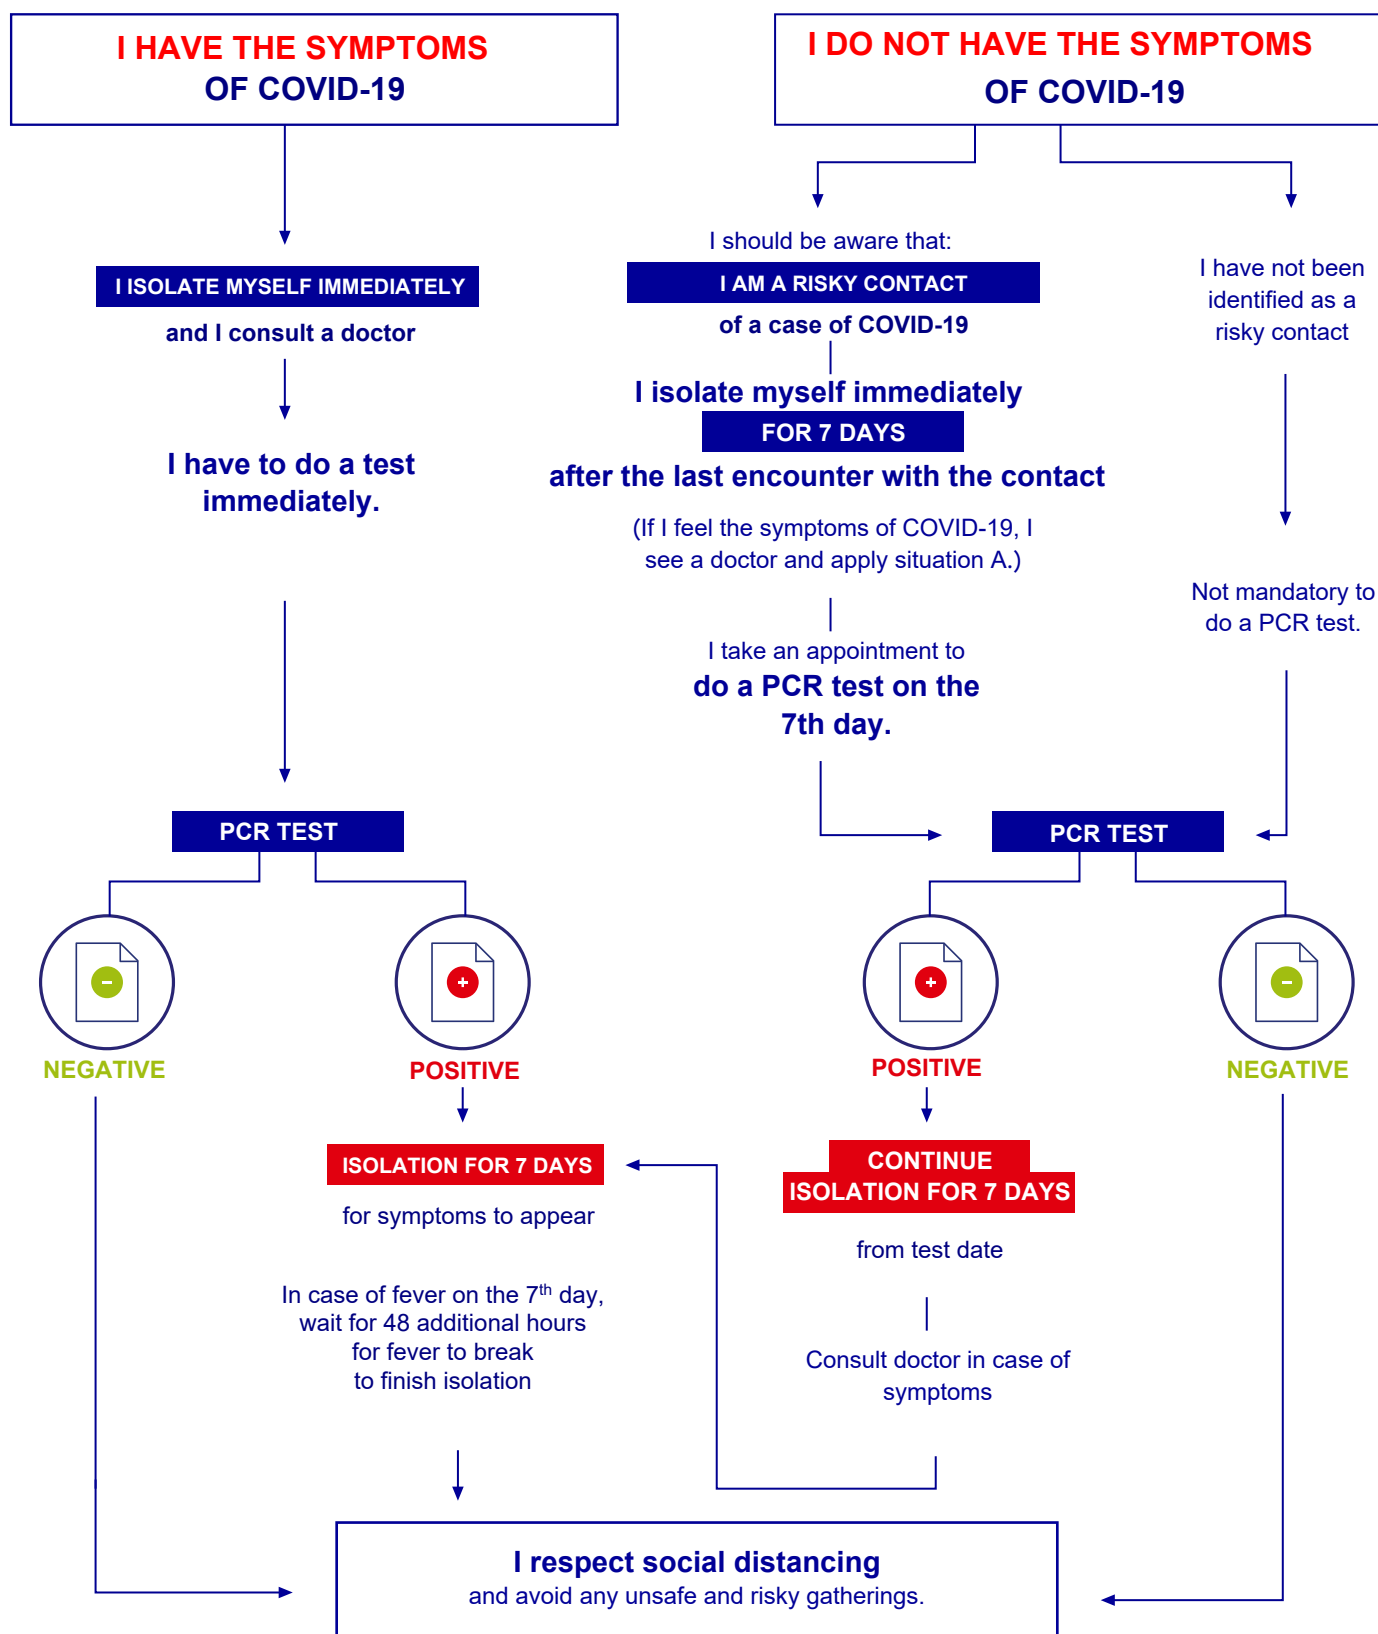 I HAVE THE SYMPTOMS
OF COVID-19
I ISOLATE MYSELF IMMEDIATELY
and I consult a doctor
I have to do a test
immediately.
PCR TEST
NEGATIVE
POSITIVE
ISOLATION FOR 7 DAYS
for symptoms to appear
In case of fever on the 7th day,
wait for 48 additional hours
for fever to break
to finish isolation
I DO NOT HAVE THE SYMPTOMS
OF COVID-19
I should be aware that:
I AM A RISKY CONTACT
of a case of COVID-19
I isolate myself immediately
FOR 7 DAYS
after the last encounter with the contact
(If I feel the symptoms of COVID-19, I
see a doctor and apply situation A.)
I take an appointment to
do a PCR test on the
7th day.
I have not been
identified as a
risky contact
Not mandatory to
do a PCR test.
PCR TEST
POSITIVE
NEGATIVE
CONTINUE
ISOLATION FOR 7 DAYS
from test date
Consult doctor in case of
symptoms
I respect social distancing
and avoid any unsafe and risky gatherings.